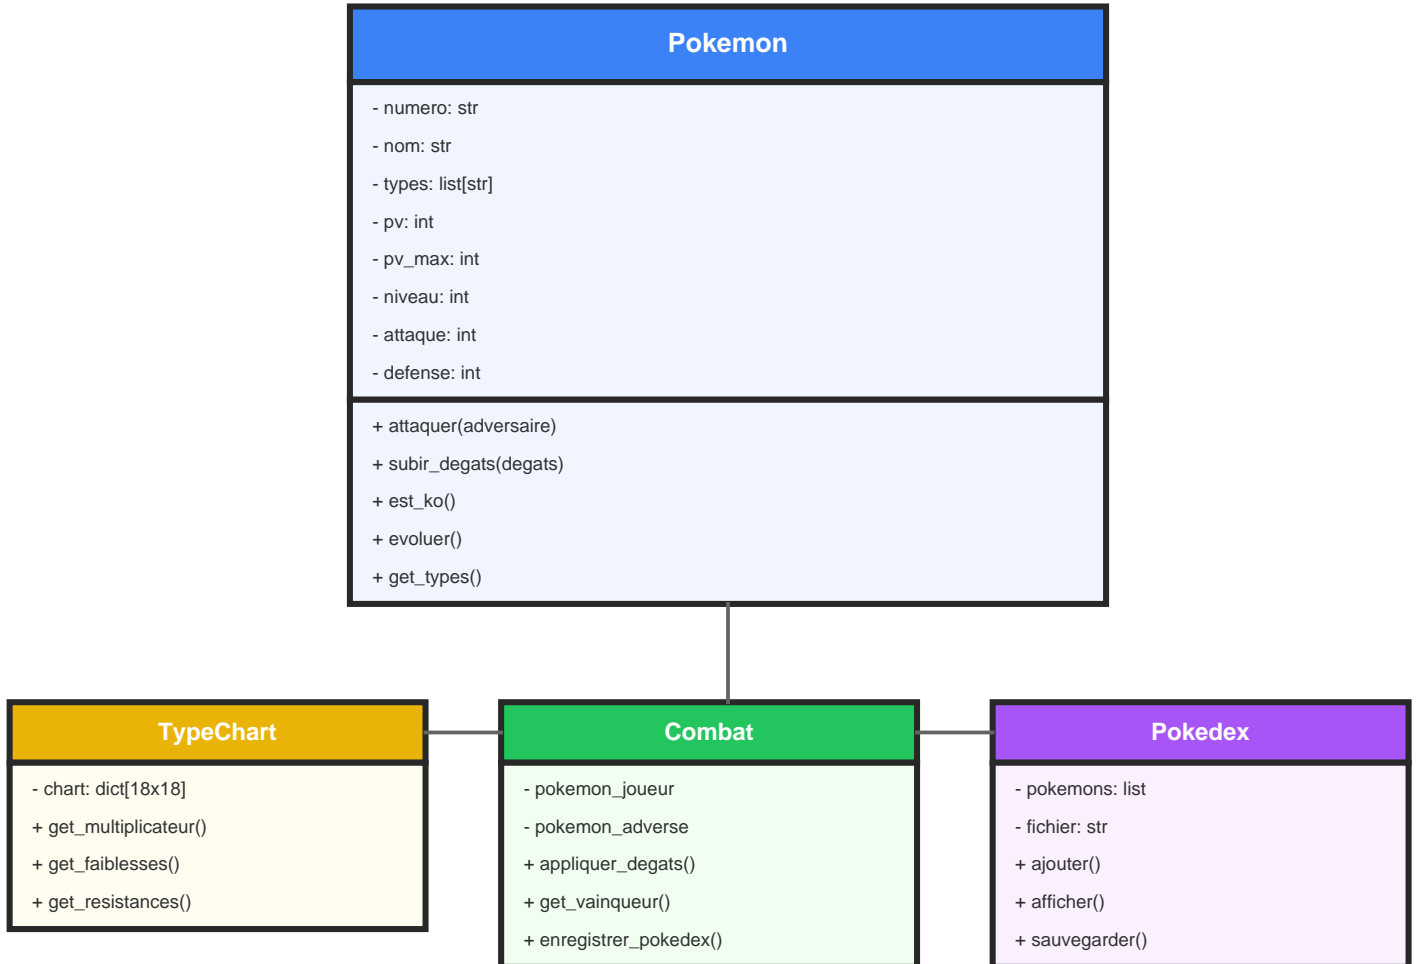 Pokemon
- numero: str
- nom: str
- types: list[str]
- pv: int
- pv_max: int
- niveau: int
- attaque: int
- defense: int
+ attaquer(adversaire)
+ subir_degats(degats)
+ est_ko()
+ evoluer()
+ get_types()
TypeChart
- chart: dict[18x18]
+ get_multiplicateur()
+ get_faiblesses()
+ get_resistances()
Combat
- pokemon_joueur
- pokemon_adverse
+ appliquer_degats()
+ get_vainqueur()
+ enregistrer_pokedex()
Pokedex
- pokemons: list
- fichier: str
+ ajouter()
+ afficher()
+ sauvegarder()